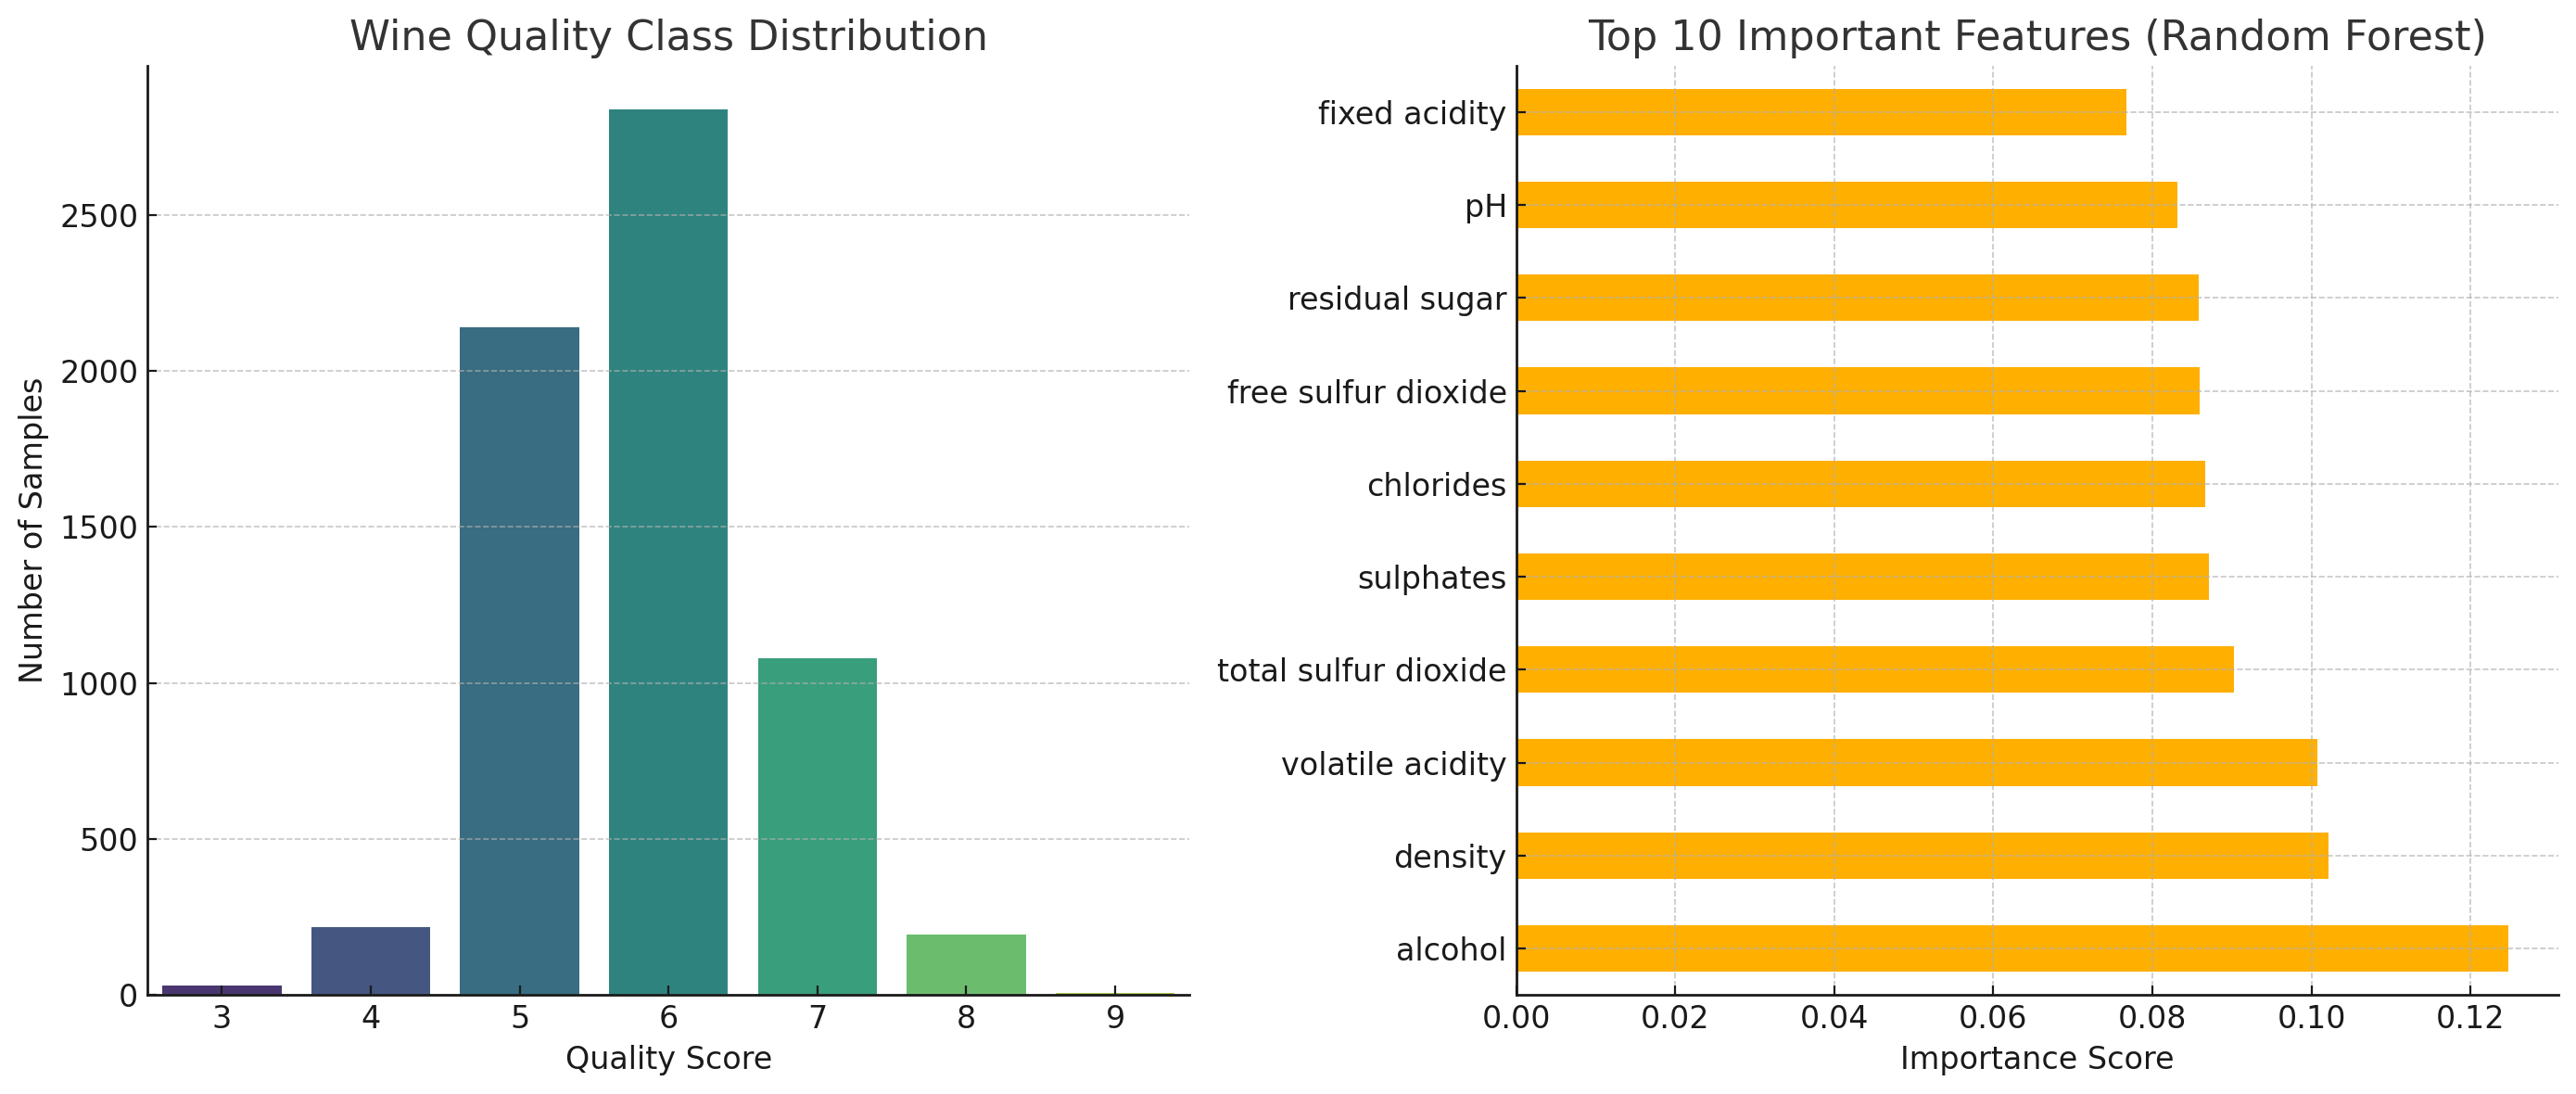 Wine Quality Class Distribution
Number of Samples
2500
2000
1500
1000
500
0
3 4 5 6 7 8 9
Quality Score
Top 10 Important Features (Random Forest)
fixed acidity
pH
residual sugar
free sulfur dioxide
chlorides
sulphates
total sulfur dioxide
volatile acidity
density
alcohol
0.00 0.02 0.04 0.06 0.08 0.10 0.12
Importance Score